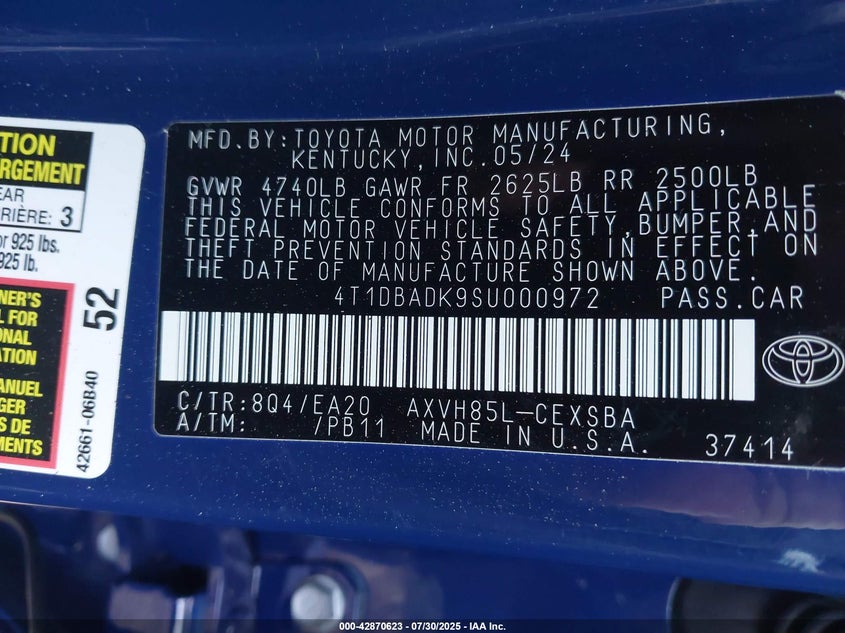 TION
RGEMENT
EAR
RIÈRE: 3
or 925 lbs.
925 lb.
NER'S
L FOR
ONAL
ATION
ANUEL
GER
S DE
MENTS
52
42661-06B40
MFD.BY:TOYOTA MOTOR MANUFACTURING,
KENTUCKY,INC.05/24
GVWR 4740LB GAWR FR 2625LB RR 2500LB
THIS VEHICLE CONFORMS TO ALL APPLICABLE
FEDERAL MOTOR VEHICLE SAFETY,BUMPER,AND
THEFT PREVENTION STANDARDS IN EFFECT ON
THE DATE OF MANUFACTURE SHOWN ABOVE.
4T1DBADK9SU000972 PASS.CAR
C/TR:8Q4/EA20 AXVH85L-CEXSBA
A/TM: /PB11 MADE IN U.S.A. 37414
000-42870623 - 07/30/2025 - IAA Inc.